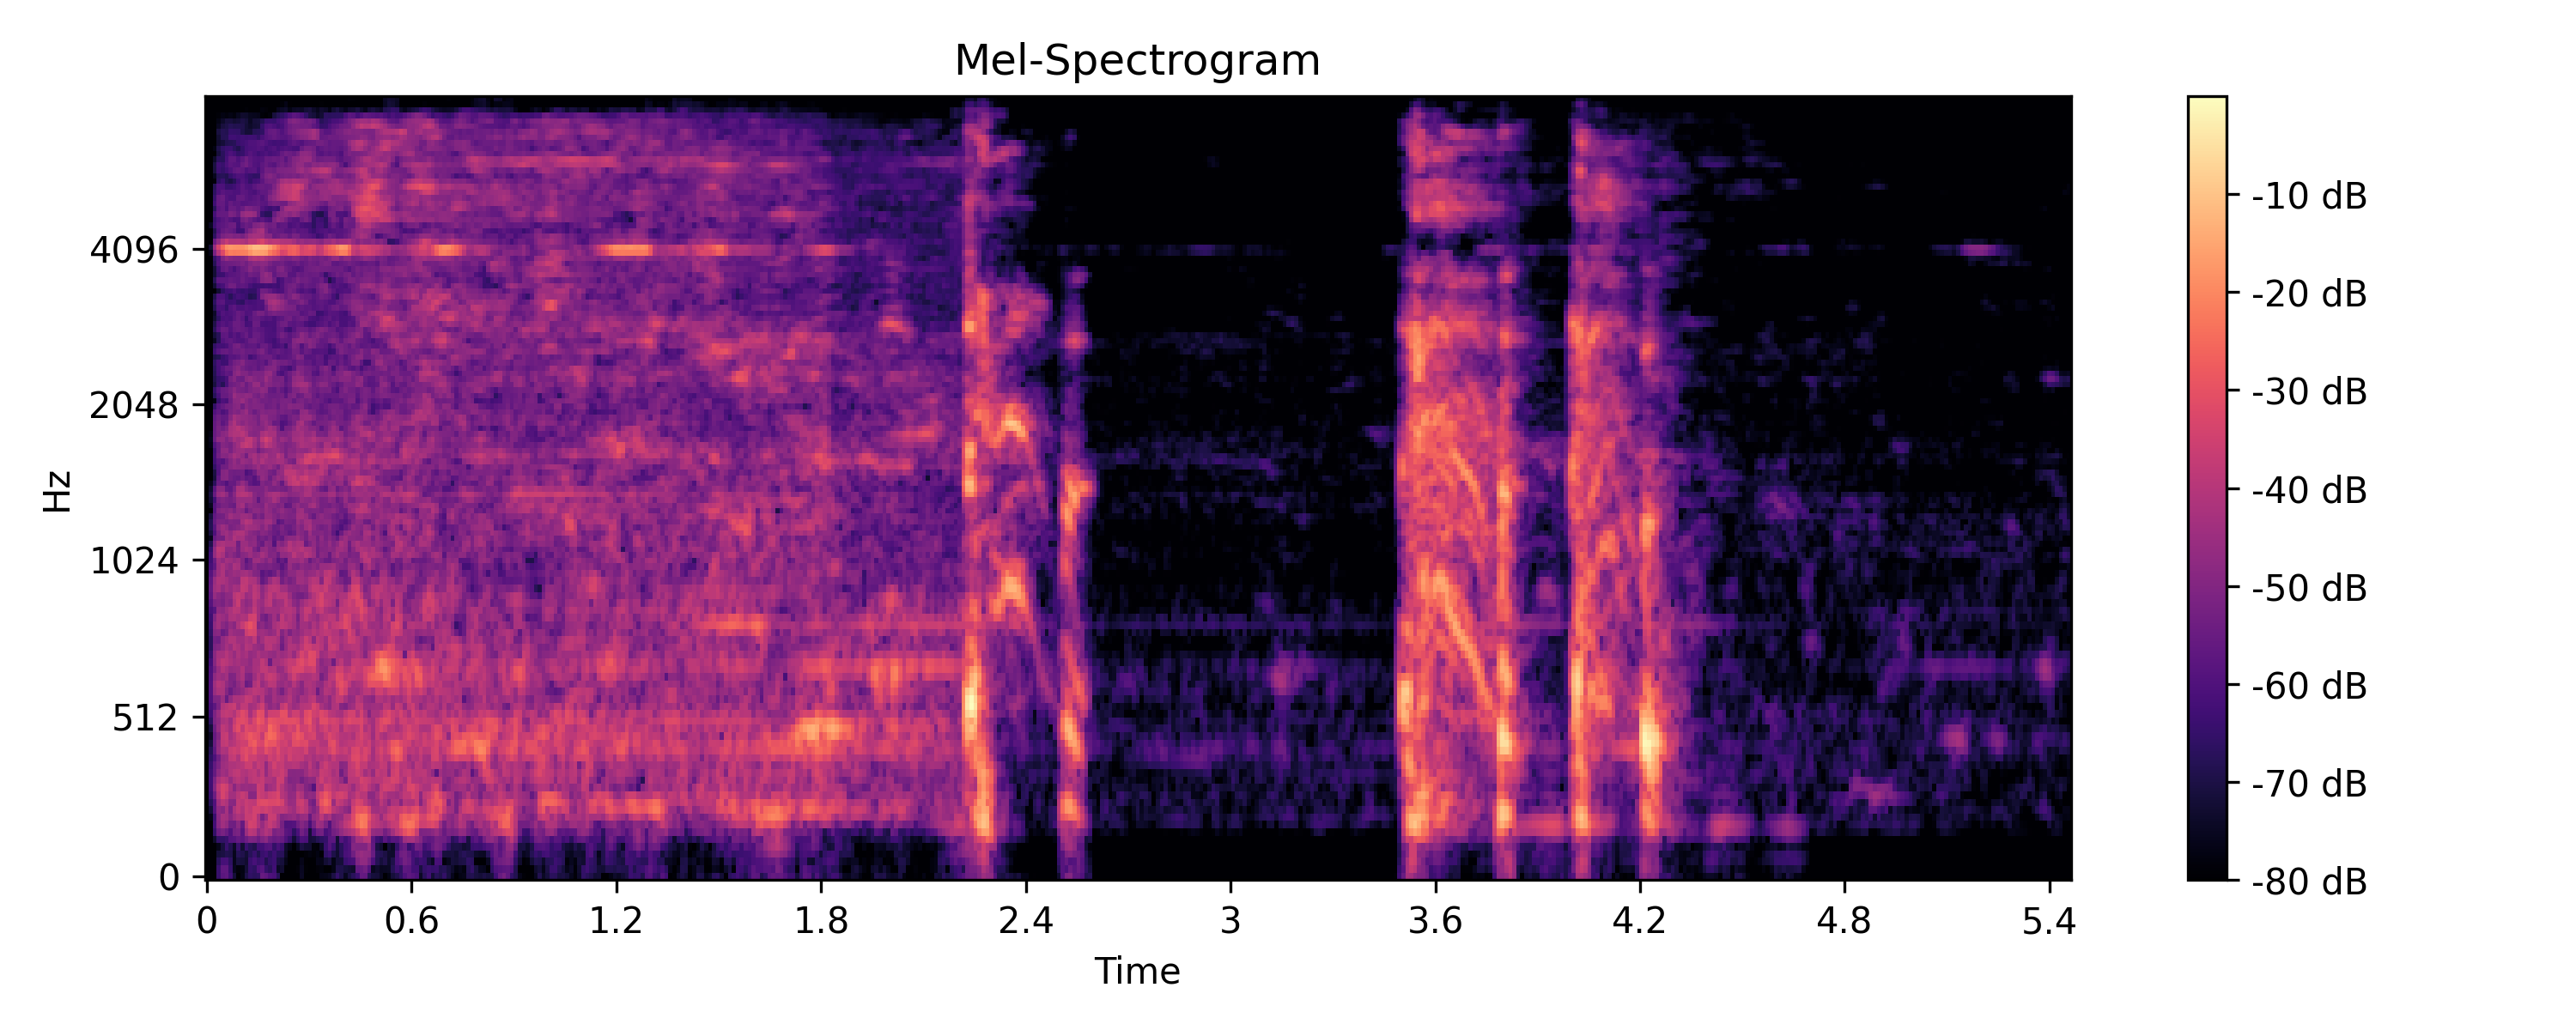 Mel-Spectrogram
Hz
4096
2048
1024
512
0
0 0.6 1.2 1.8 2.4 3 3.6 4.2 4.8 5.4
Time
-10 dB
-20 dB
-30 dB
-40 dB
-50 dB
-60 dB
-70 dB
-80 dB